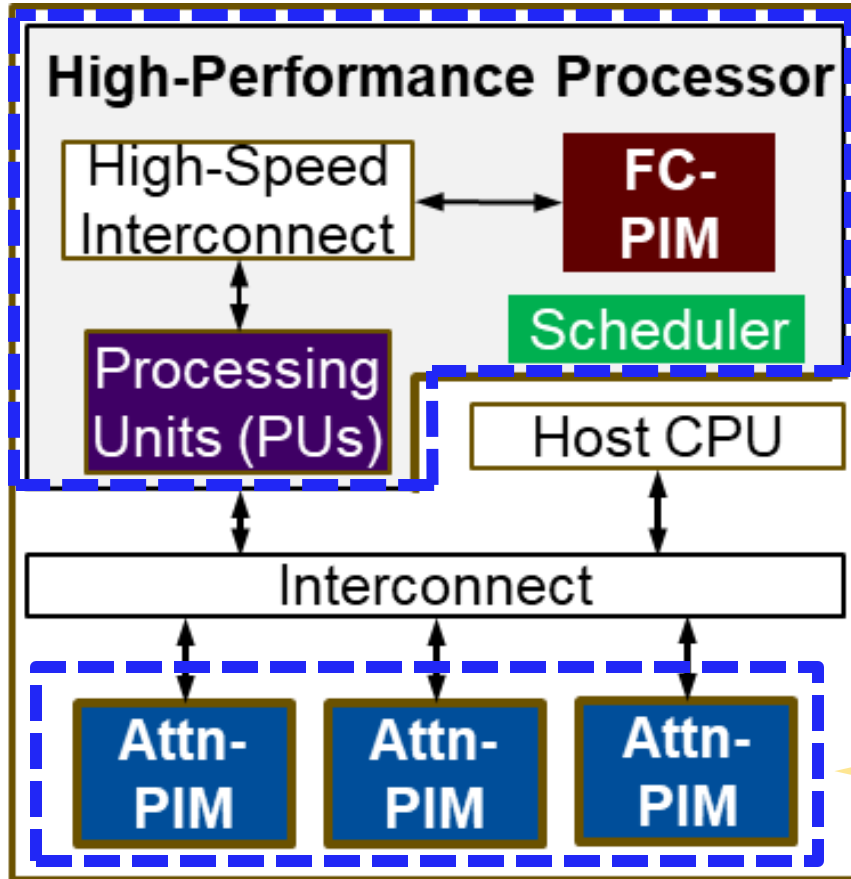 High-Performance Processor
High-Speed
Interconnect
FC-
PIM
Scheduler
Processing
Units (PUs)
Host CPU
Interconnect
Attn-
PIM
Attn-
PIM
Attn-
PIM